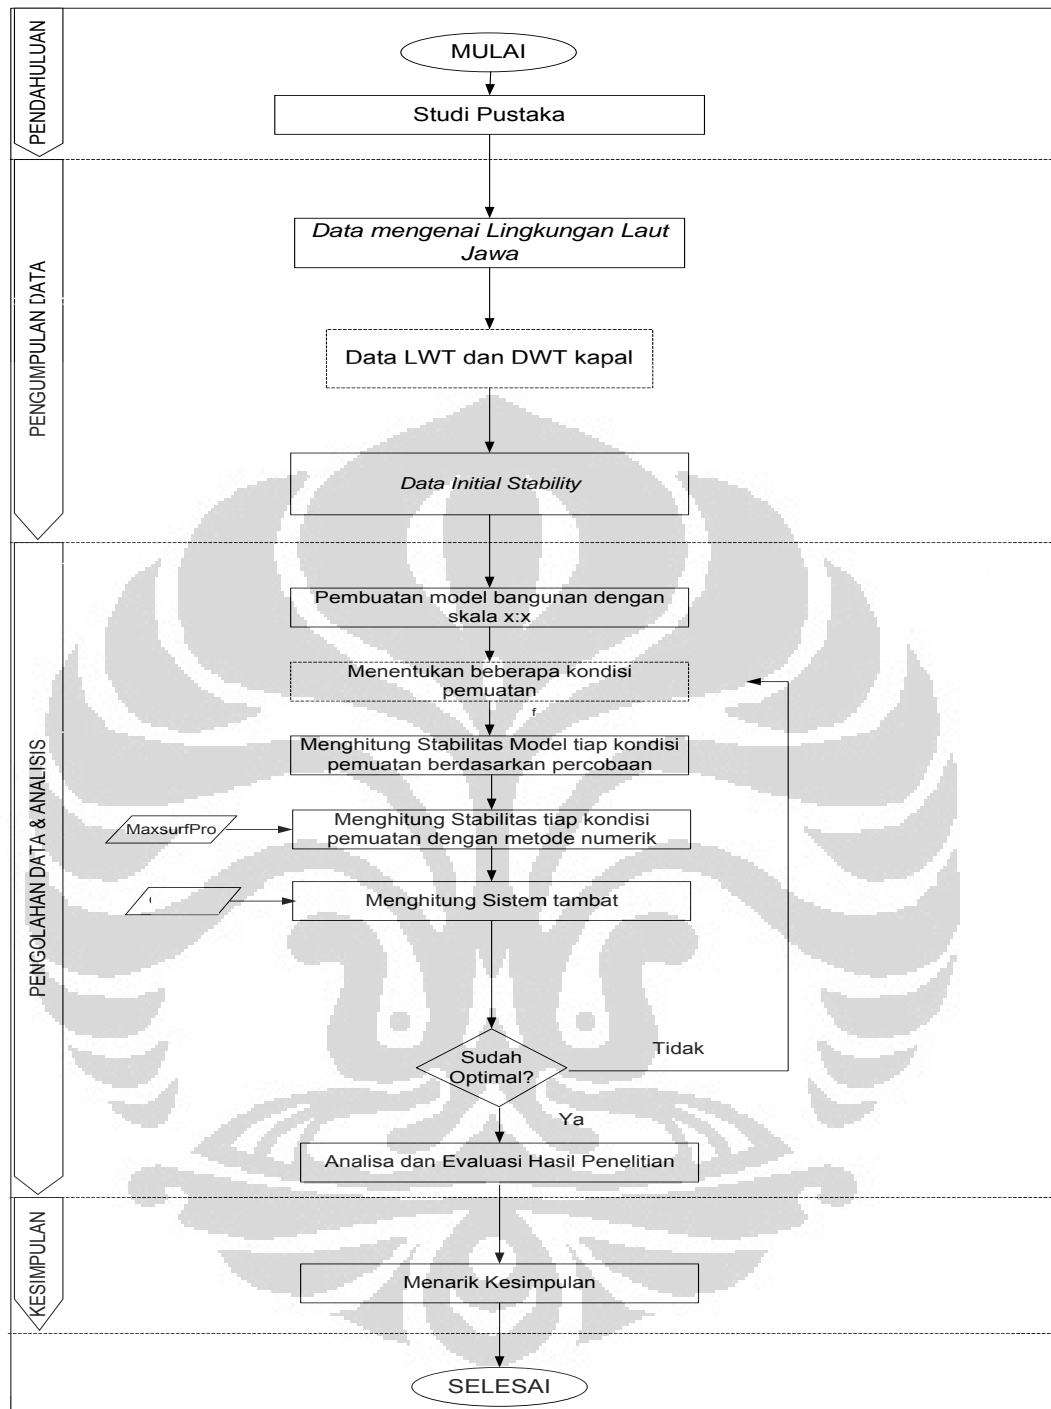 PENDAHULUAN
MULAI
Studi Pustaka
PENGUMPULAN DATA
Data mengenai Lingkungan Laut
Jawa
Data LWT dan DWT kapal
Data Initial Stability
PENGOLAHAN DATA & ANALISIS
Pembuatan model bangunan dengan
skala x:x
Menentukan beberapa kondisi
pemuatan
f
Menghitung Stabilitas Model tiap kondisi
pemuatan berdasarkan percobaan
MaxsurfPro
Menghitung Stabilitas tiap kondisi
pemuatan dengan metode numerik
Menghitung Sistem tambat
Sudah
Optimal?
Tidak
Ya
Analisa dan Evaluasi Hasil Penelitian
KESIMPULAN
Menarik Kesimpulan
SELESAI